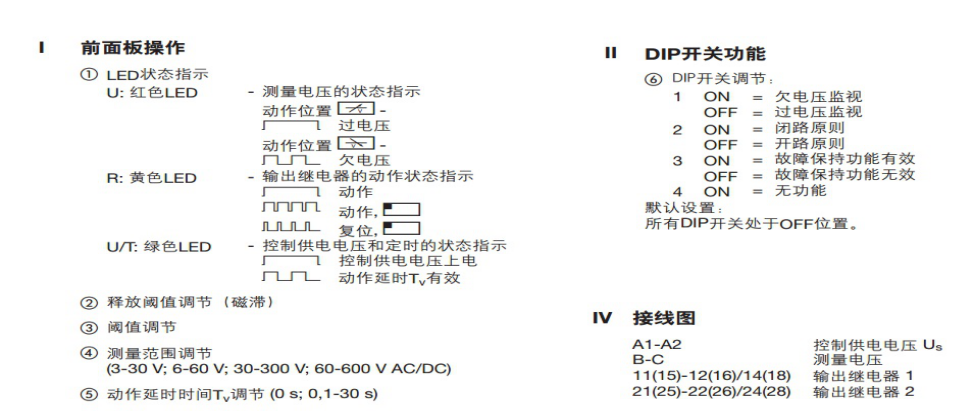 I 前面板操作
① LED状态指示
U: 红色LED - 测量电压的状态指示
动作位置 -
过电压
动作位置 -
欠电压
R: 黄色LED - 输出继电器的动作状态指示
动作
动作,
复位,
U/T: 绿色LED - 控制供电电压和定时的状态指示
控制供电电压上电
动作延时Tv有效
② 释放阈值调节（磁滞）
③ 阈值调节
④ 测量范围调节
(3-30 V; 6-60 V; 30-300 V; 60-600 V AC/DC)
⑤ 动作延时时间Tv调节 (0 s; 0,1-30 s)
II DIP开关功能
⑥ DIP开关调节：
1 ON = 欠电压监视
OFF = 过电压监视
2 ON = 闭路原则
OFF = 开路原则
3 ON = 故障保持功能有效
OFF = 故障保持功能无效
4 ON = 无功能
默认设置：
所有DIP开关处于OFF位置。
IV 接线图
A1-A2 控制供电电压 Us
B-C 测量电压
11(15)-12(16)/14(18) 输出继电器 1
21(25)-22(26)/24(28) 输出继电器 2